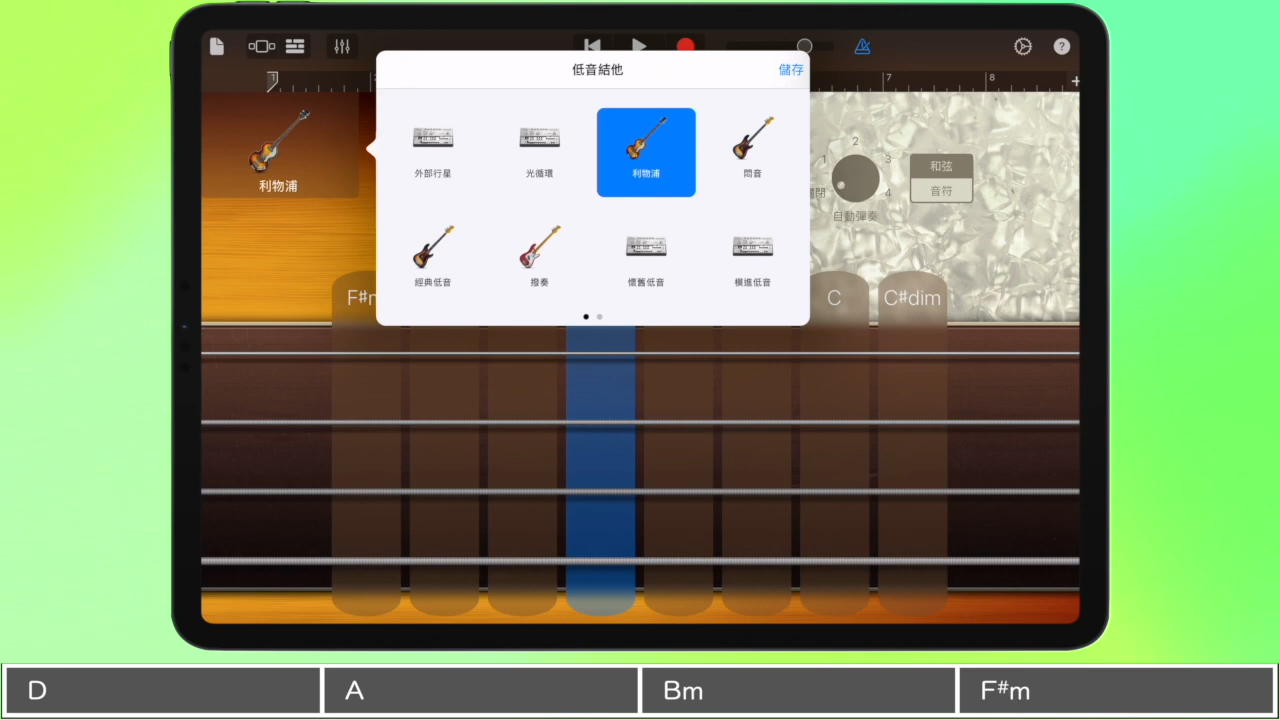 ?
低音結他
儲存
1
7
8
+
外部行星
光循環
利物浦
悶音
經典低音
撥奏
懷舊低音
模進低音
利物浦
1
2
3
4
自動彈奏
和弦
音符
C
C#dim
D
A
Bm
F#m